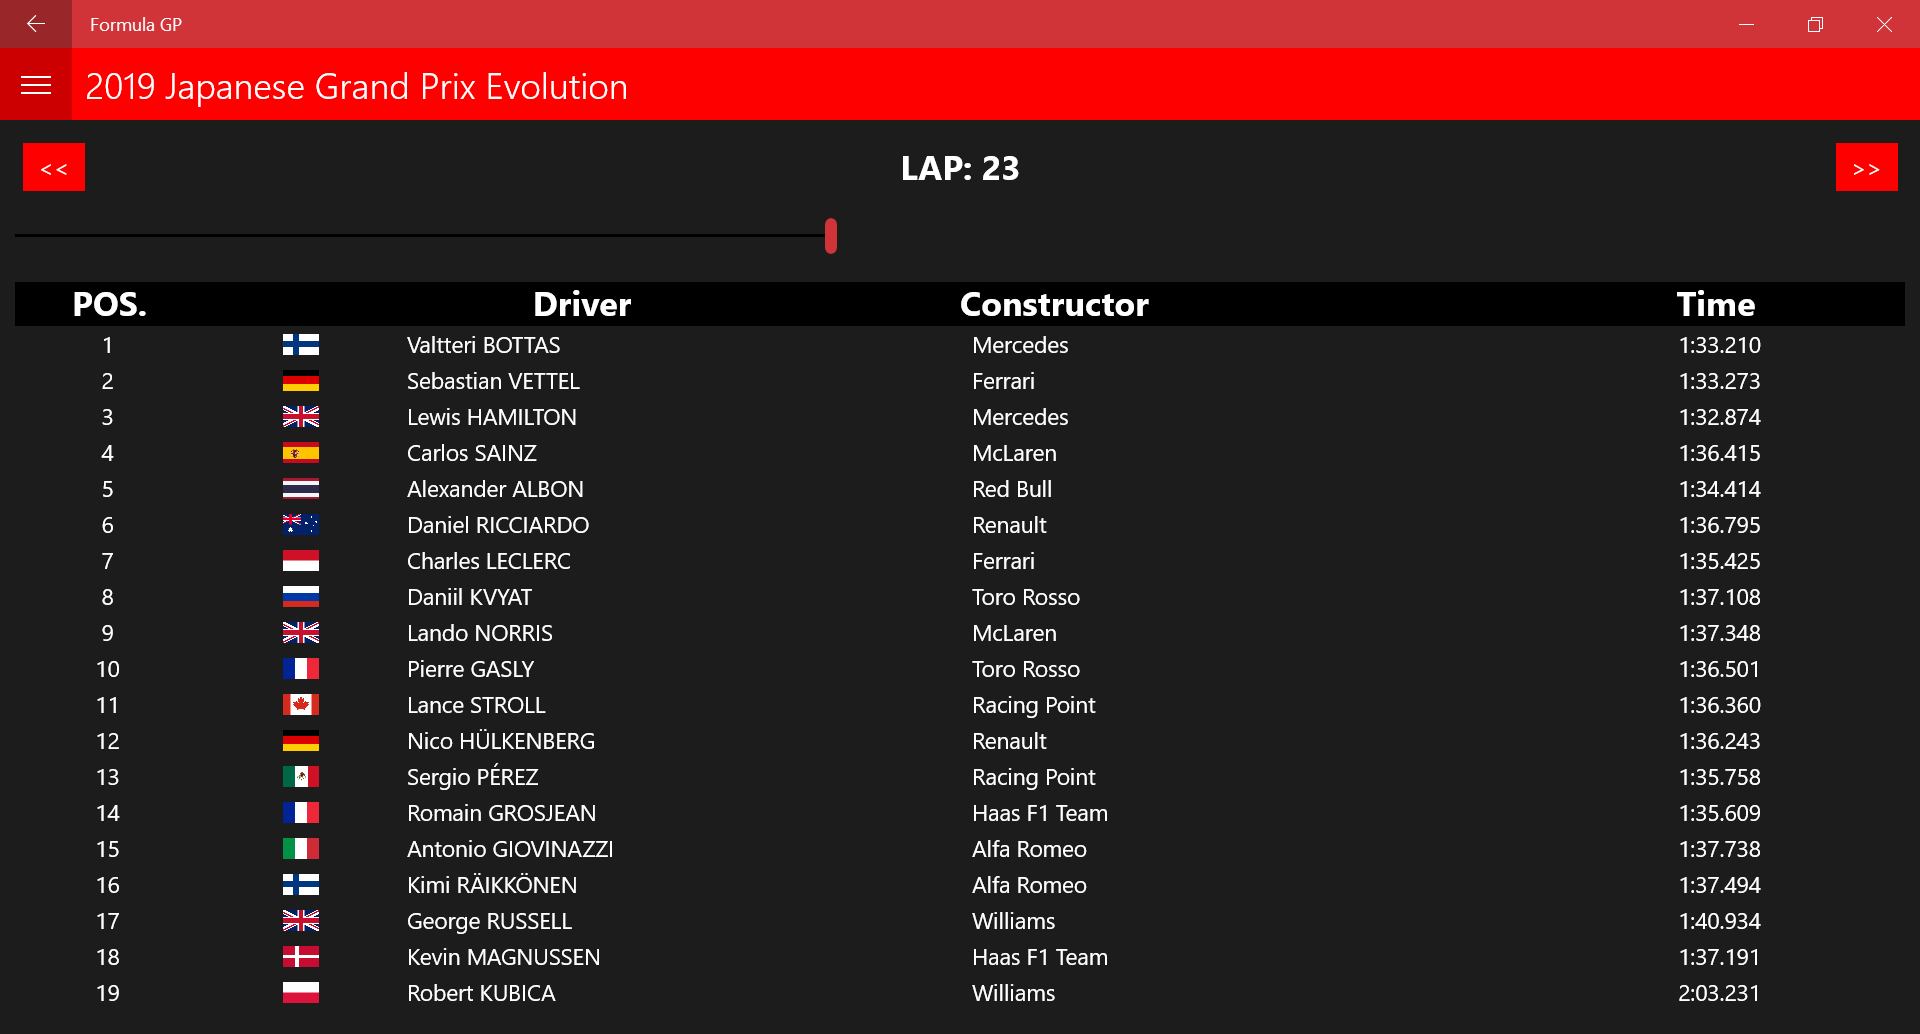 Formula GP
2019 Japanese Grand Prix Evolution
<< LAP: 23 >>
POS. Driver Constructor Time
1 Valtteri BOTTAS Mercedes 1:33.210
2 Sebastian VETTEL Ferrari 1:33.273
3 Lewis HAMILTON Mercedes 1:32.874
4 Carlos SAINZ McLaren 1:36.415
5 Alexander ALBON Red Bull 1:34.414
6 Daniel RICCIARDO Renault 1:36.795
7 Charles LECLERC Ferrari 1:35.425
8 Daniil KVYAT Toro Rosso 1:37.108
9 Lando NORRIS McLaren 1:37.348
10 Pierre GASLY Toro Rosso 1:36.501
11 Lance STROLL Racing Point 1:36.360
12 Nico HÜLKENBERG Renault 1:36.243
13 Sergio PÉREZ Racing Point 1:35.758
14 Romain GROSJEAN Haas F1 Team 1:35.609
15 Antonio GIOVINAZZI Alfa Romeo 1:37.738
16 Kimi RÄIKKÖNEN Alfa Romeo 1:37.494
17 George RUSSELL Williams 1:40.934
18 Kevin MAGNUSSEN Haas F1 Team 1:37.191
19 Robert KUBICA Williams 2:03.231